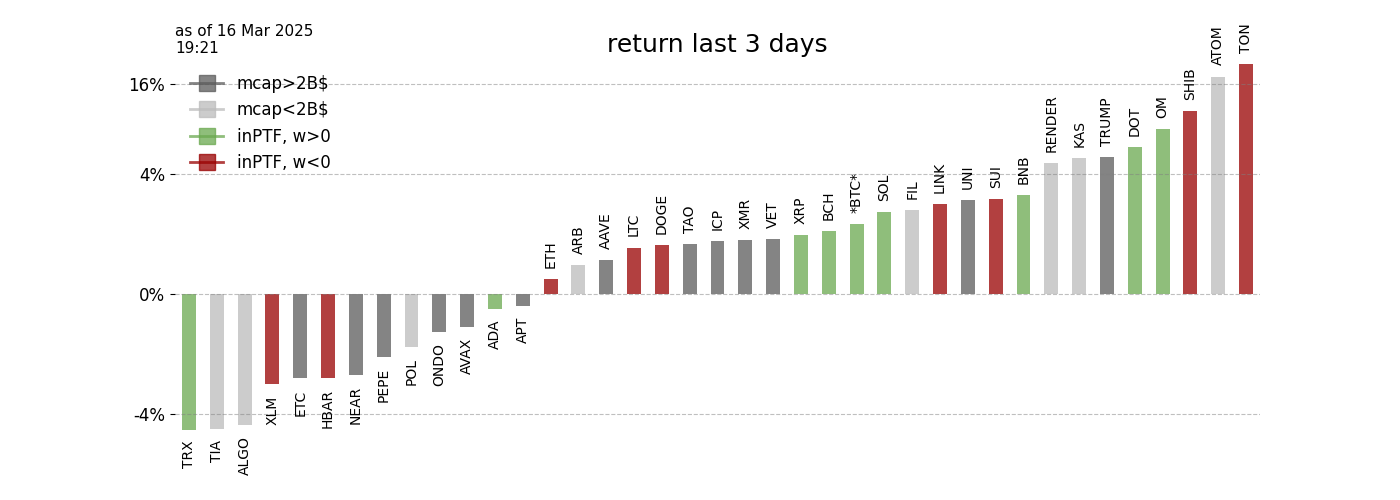 as of 16 Mar 2025
19:21
return last 3 days
mcap>2B$
mcap<2B$
inPTF, w>0
inPTF, w<0
16%
4%
0%
-4%
TRX
TIA
ALGO
XLM
ETC
HBAR
NEAR
PEPE
POL
ONDO
AVAX
ADA
APT
ETH
ARB
AAVE
LTC
DOGE
TAO
ICP
XMR
VET
XRP
BCH
*BTC*
SOL
FIL
LINK
UNI
SUI
BNB
RENDER
KAS
TRUMP
DOT
OM
SHIB
ATOM
TON